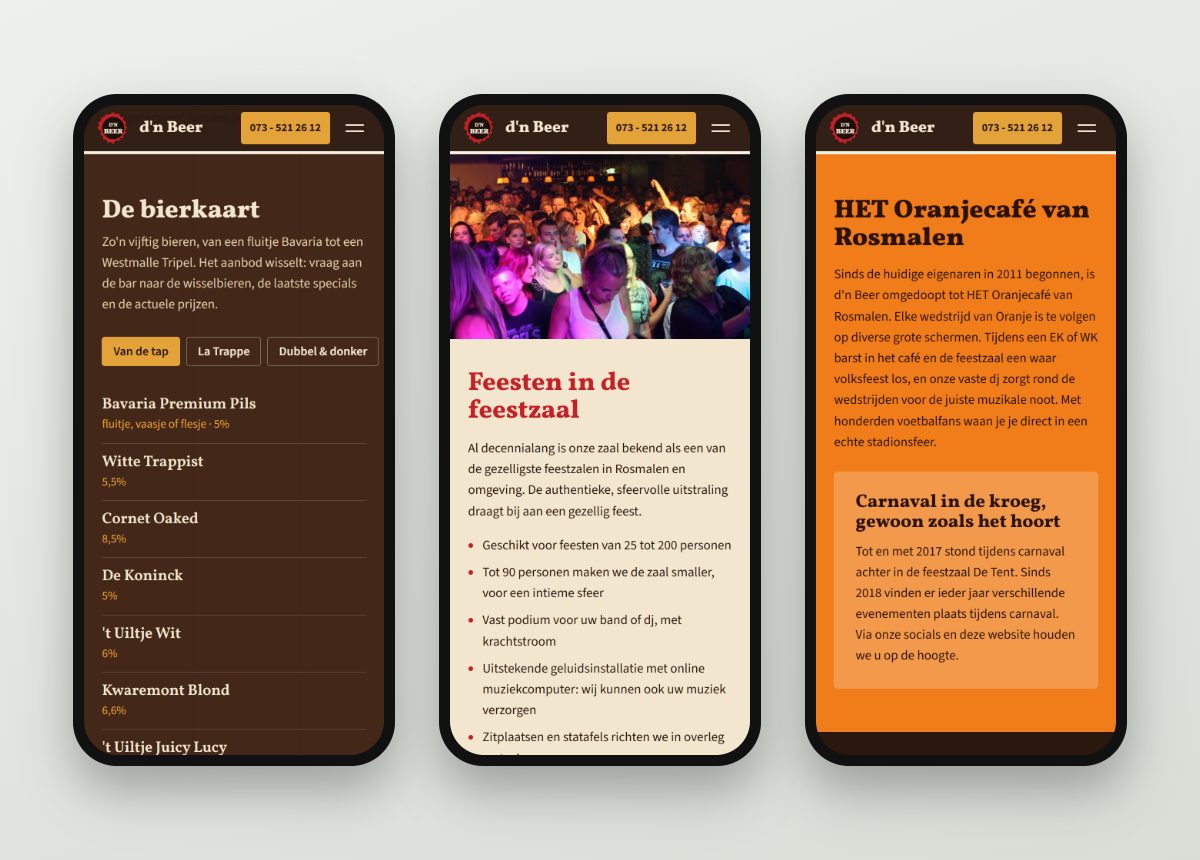 D'N
BEER
d'n Beer
073 - 521 26 12
De bierkaart
Zo'n vijftig bieren, van een fluitje Bavaria tot een
Westmalle Tripel. Het aanbod wisselt: vraag aan
de bar naar de wisselbieren, de laatste specials
en de actuele prijzen.
Van de tap
La Trappe
Dubbel & donker
Bavaria Premium Pils
fluitje, vaasje of flesje · 5%
Witte Trappist
5,5%
Cornet Oaked
8,5%
De Koninck
5%
't Uiltje Wit
6%
Kwaremont Blond
6,6%
't Uiltje Juicy Lucy
D'N
BEER
d'n Beer
073 - 521 26 12
Feesten in de
feestzaal
Al decennialang is onze zaal bekend als een van
de gezelligste feestzalen in Rosmalen en
omgeving. De authentieke, sfeervolle uitstraling
draagt bij aan een gezellig feest.
• Geschikt voor feesten van 25 tot 200 personen
• Tot 90 personen maken we de zaal smaller,
voor een intieme sfeer
• Vast podium voor uw band of dj, met
krachtstroom
• Uitstekende geluidsinstallatie met online
muziekcomputer: wij kunnen ook uw muziek
verzorgen
• Zitplaatsen en statafels richten we in overleg
D'N
BEER
d'n Beer
073 - 521 26 12
HET Oranjecafé van
Rosmalen
Sinds de huidige eigenaren in 2011 begonnen, is
d'n Beer omgedoopt tot HET Oranjecafé van
Rosmalen. Elke wedstrijd van Oranje is te volgen
op diverse grote schermen. Tijdens een EK of WK
barst in het café en de feestzaal een waar
volksfeest los, en onze vaste dj zorgt rond de
wedstrijden voor de juiste muzikale noot. Met
honderden voetbalfans waan je je direct in een
echte stadionsfeer.
Carnaval in de kroeg,
gewoon zoals het hoort
Tot en met 2017 stond tijdens carnaval
achter in de feestzaal De Tent. Sinds
2018 vinden er ieder jaar verschillende
evenementen plaats tijdens carnaval.
Via onze socials en deze website houden
we u op de hoogte.